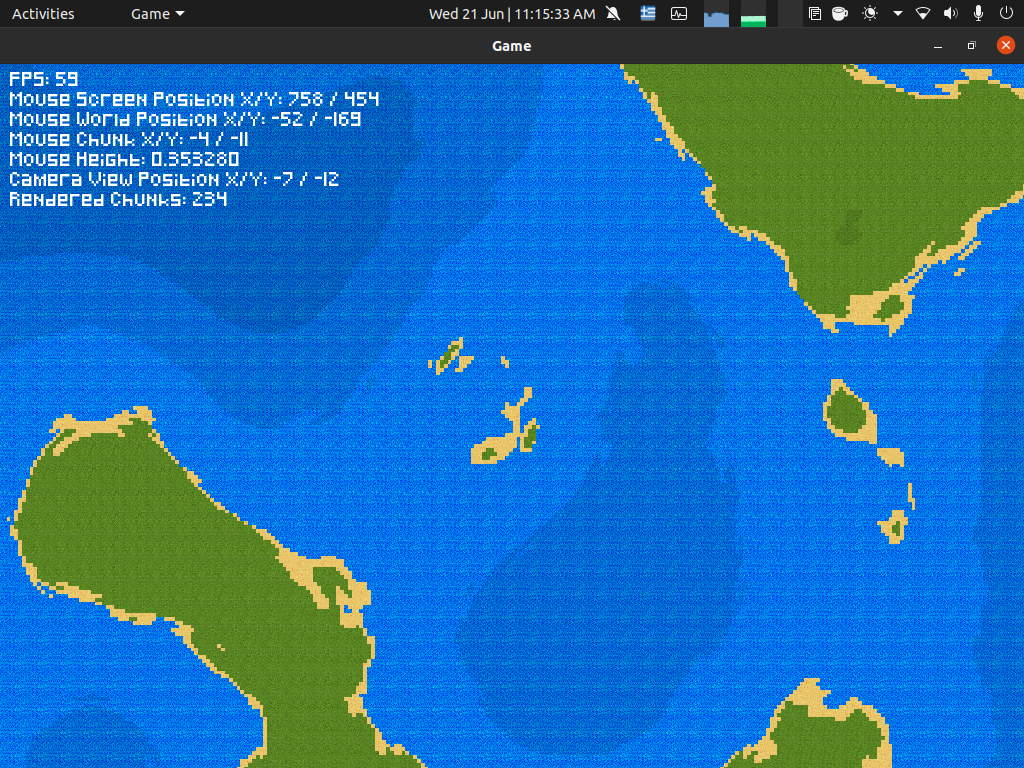 Activities Game Wed 21 Jun | 11:15:33 AM
Game
FPS: 59
Mouse Screen Position X/Y: 758 / 454
Mouse World Position X/Y: -52 / -169
Mouse Chunk X/Y: -4 / -11
Mouse Height: 0.353280
Camera View Position X/Y: -7 / -12
Rendered Chunks: 234